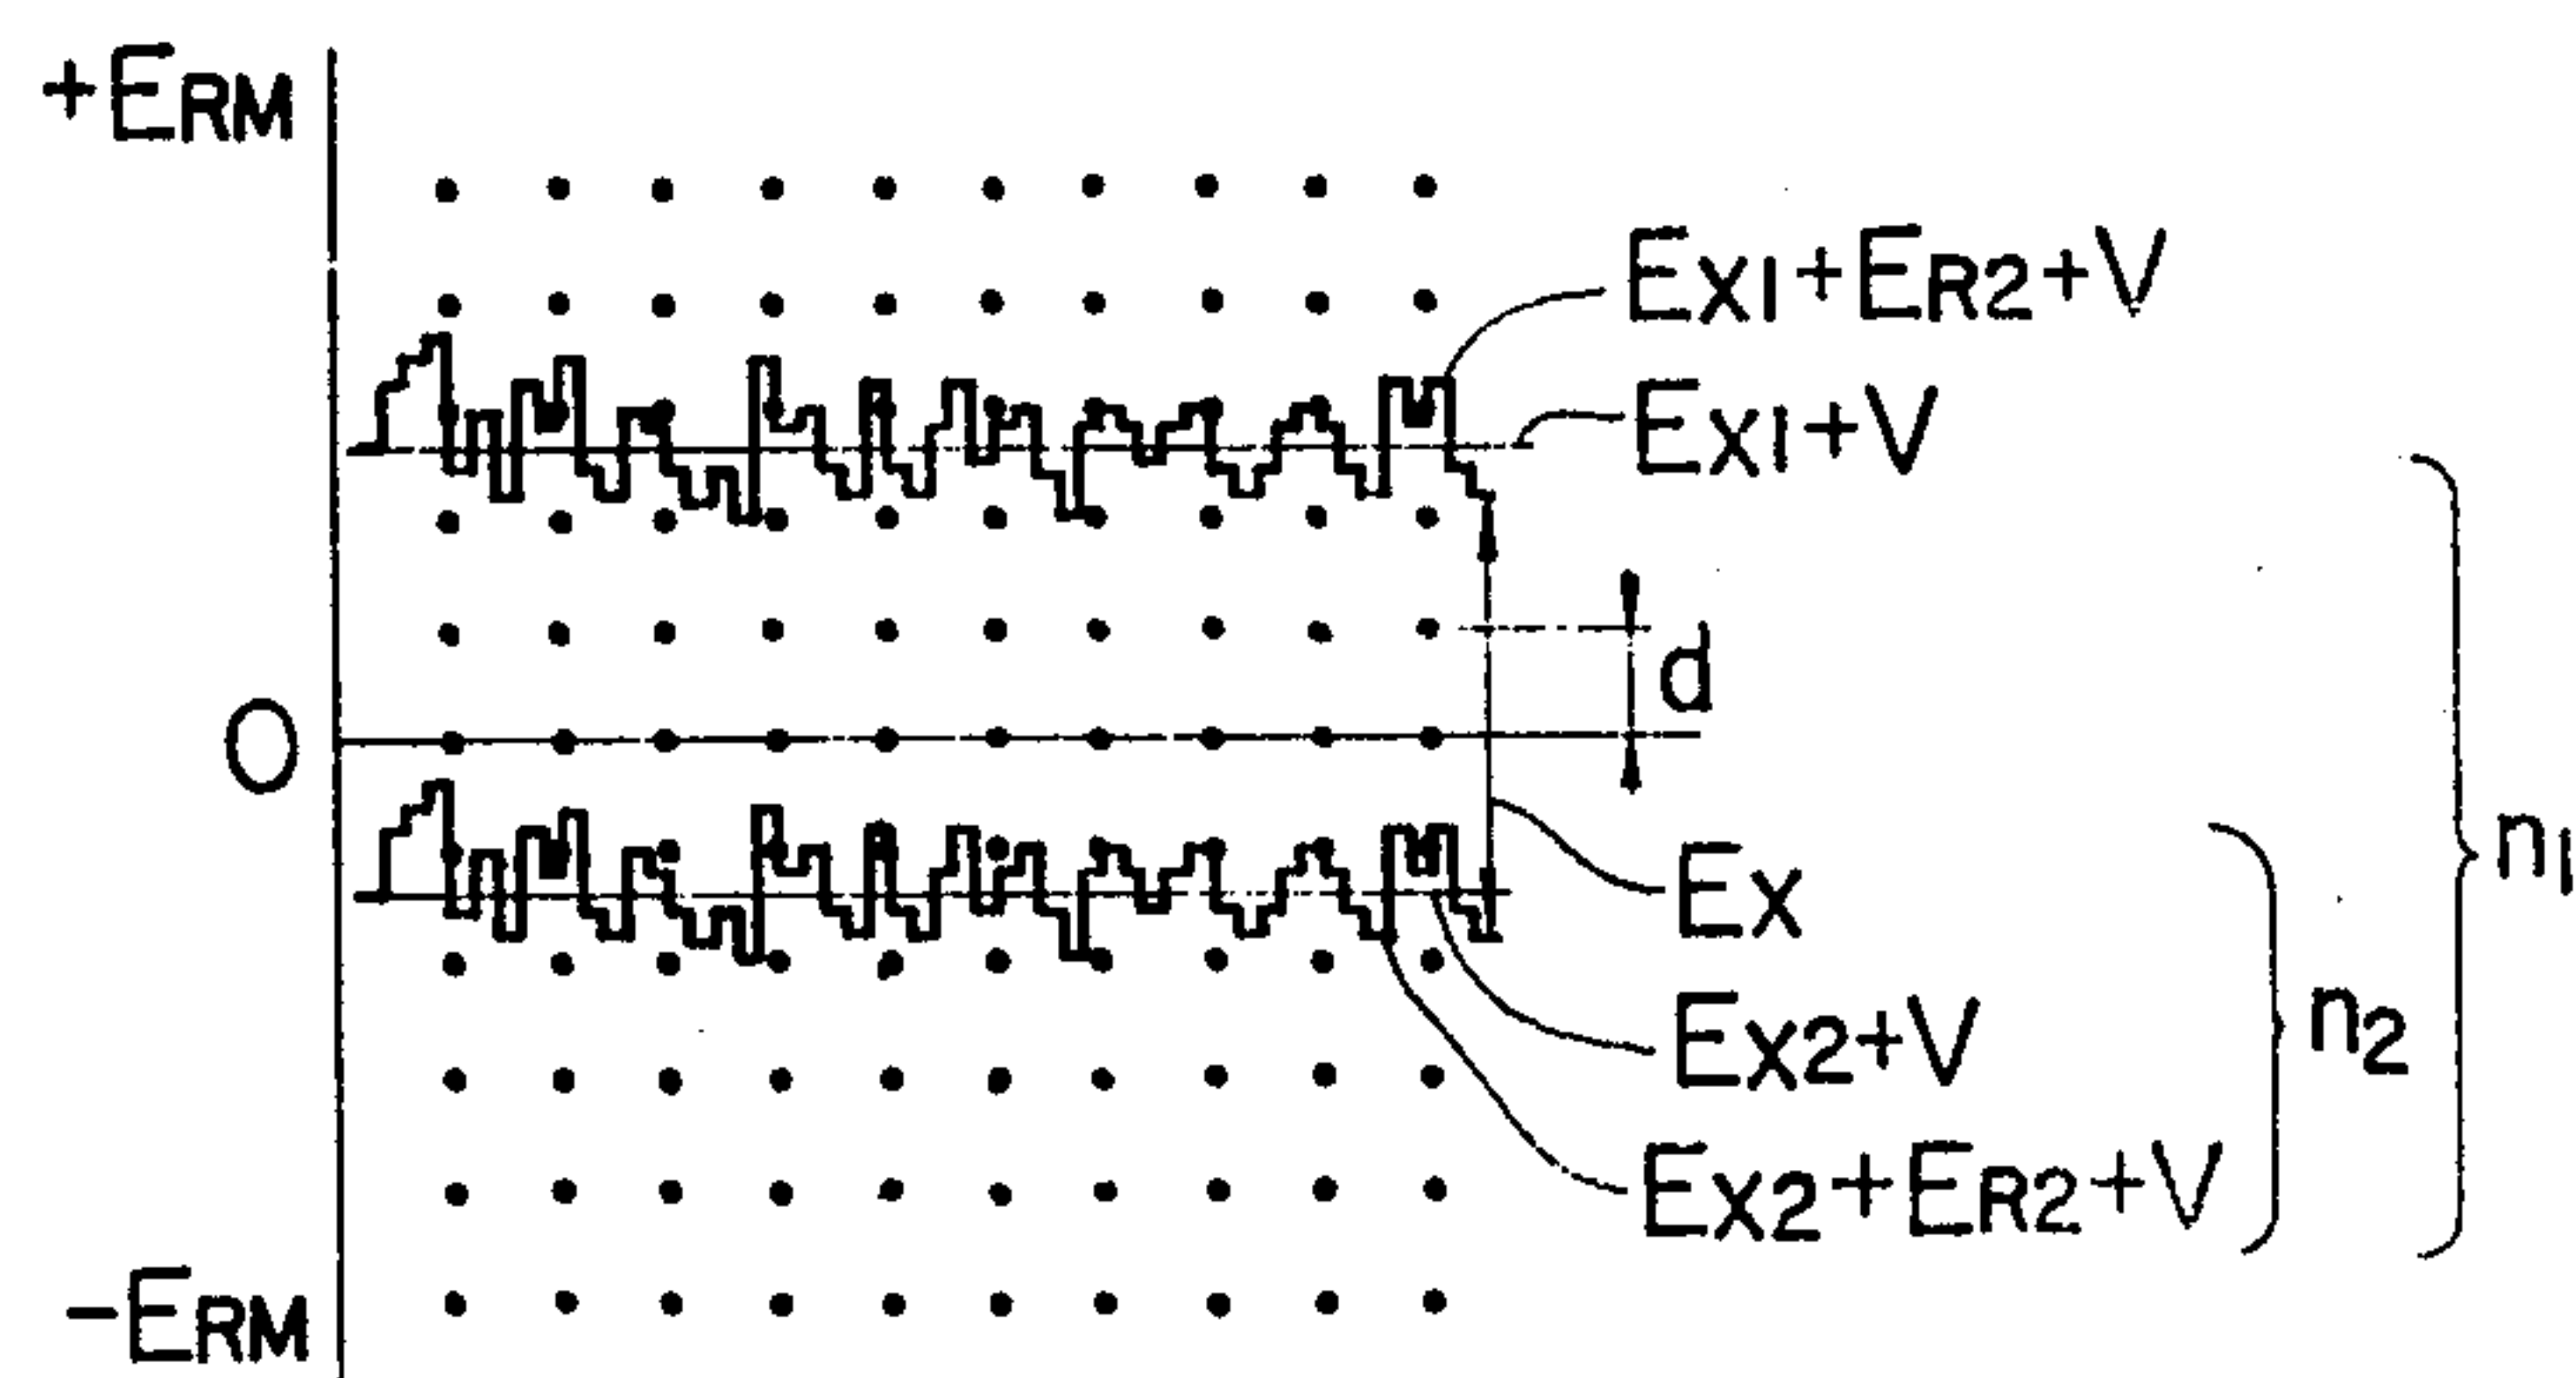 +ERM
EX1+ER2+V
EX1+V
d
O
n1
EX
n2
EX2+V
EX2+ER2+V
-ERM